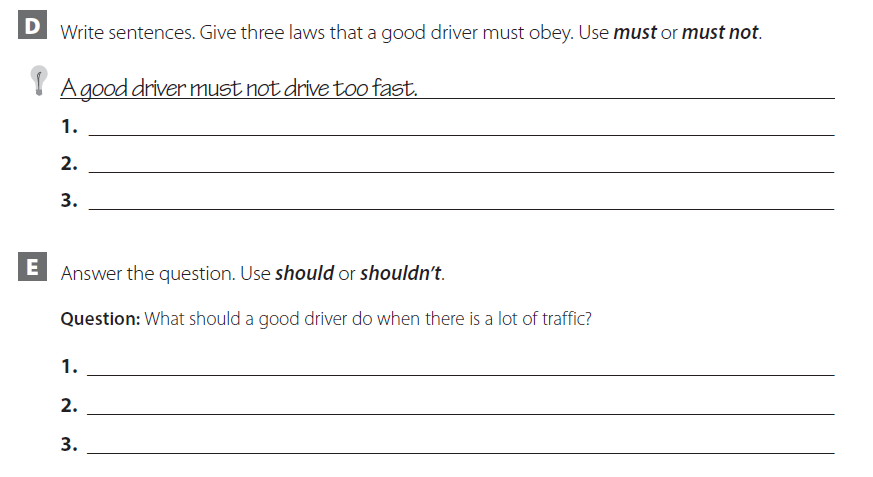 D Write sentences. Give three laws that a good driver must obey. Use must or must not.
A good driver must not drive too fast.
1.
2.
3.
E Answer the question. Use should or shouldn't.
Question: What should a good driver do when there is a lot of traffic?
1.
2.
3.